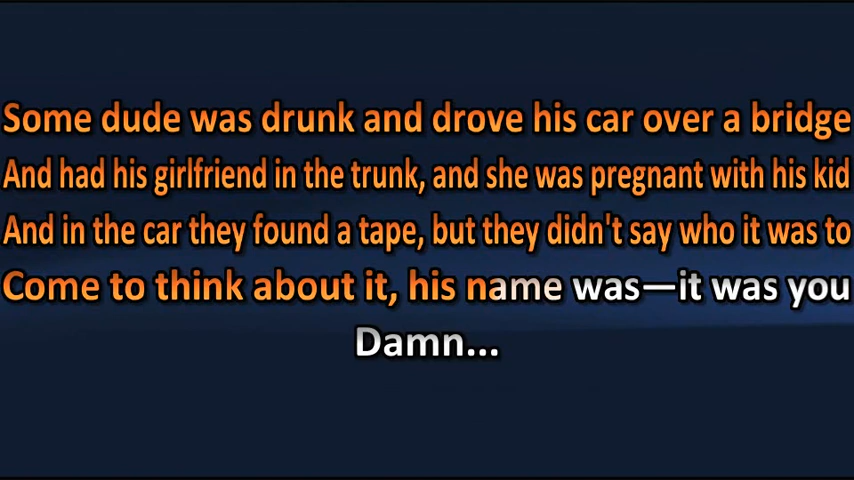 Some dude was drunk and drove his car over a bridge
And had his girlfriend in the trunk, and she was pregnant with his kid
And in the car they found a tape, but they didn't say who it was to
Come to think about it, his name was—it was you
Damn...